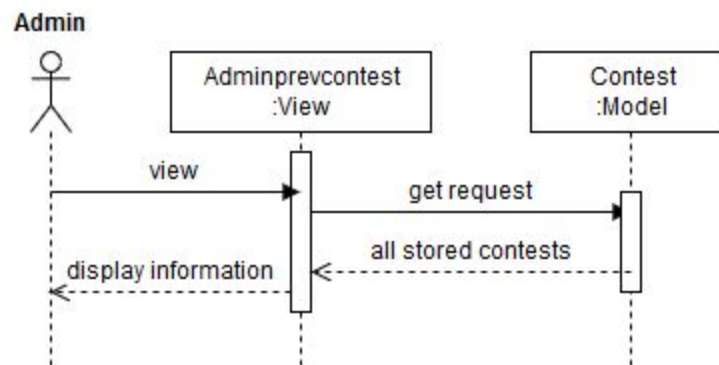 Admin
Adminprevcontest
:View
Contest
:Model
view
get request
all stored contests
display information